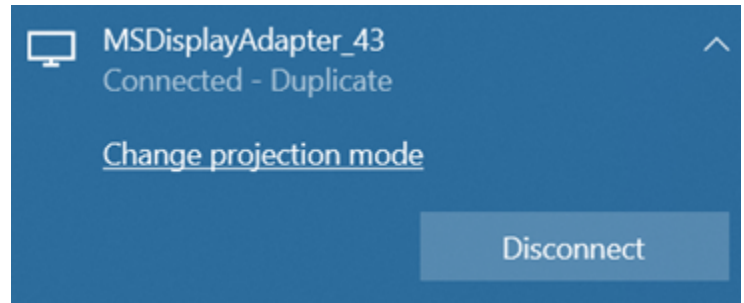 MSDisplayAdapter_43
Connected - Duplicate
Change projection mode
Disconnect